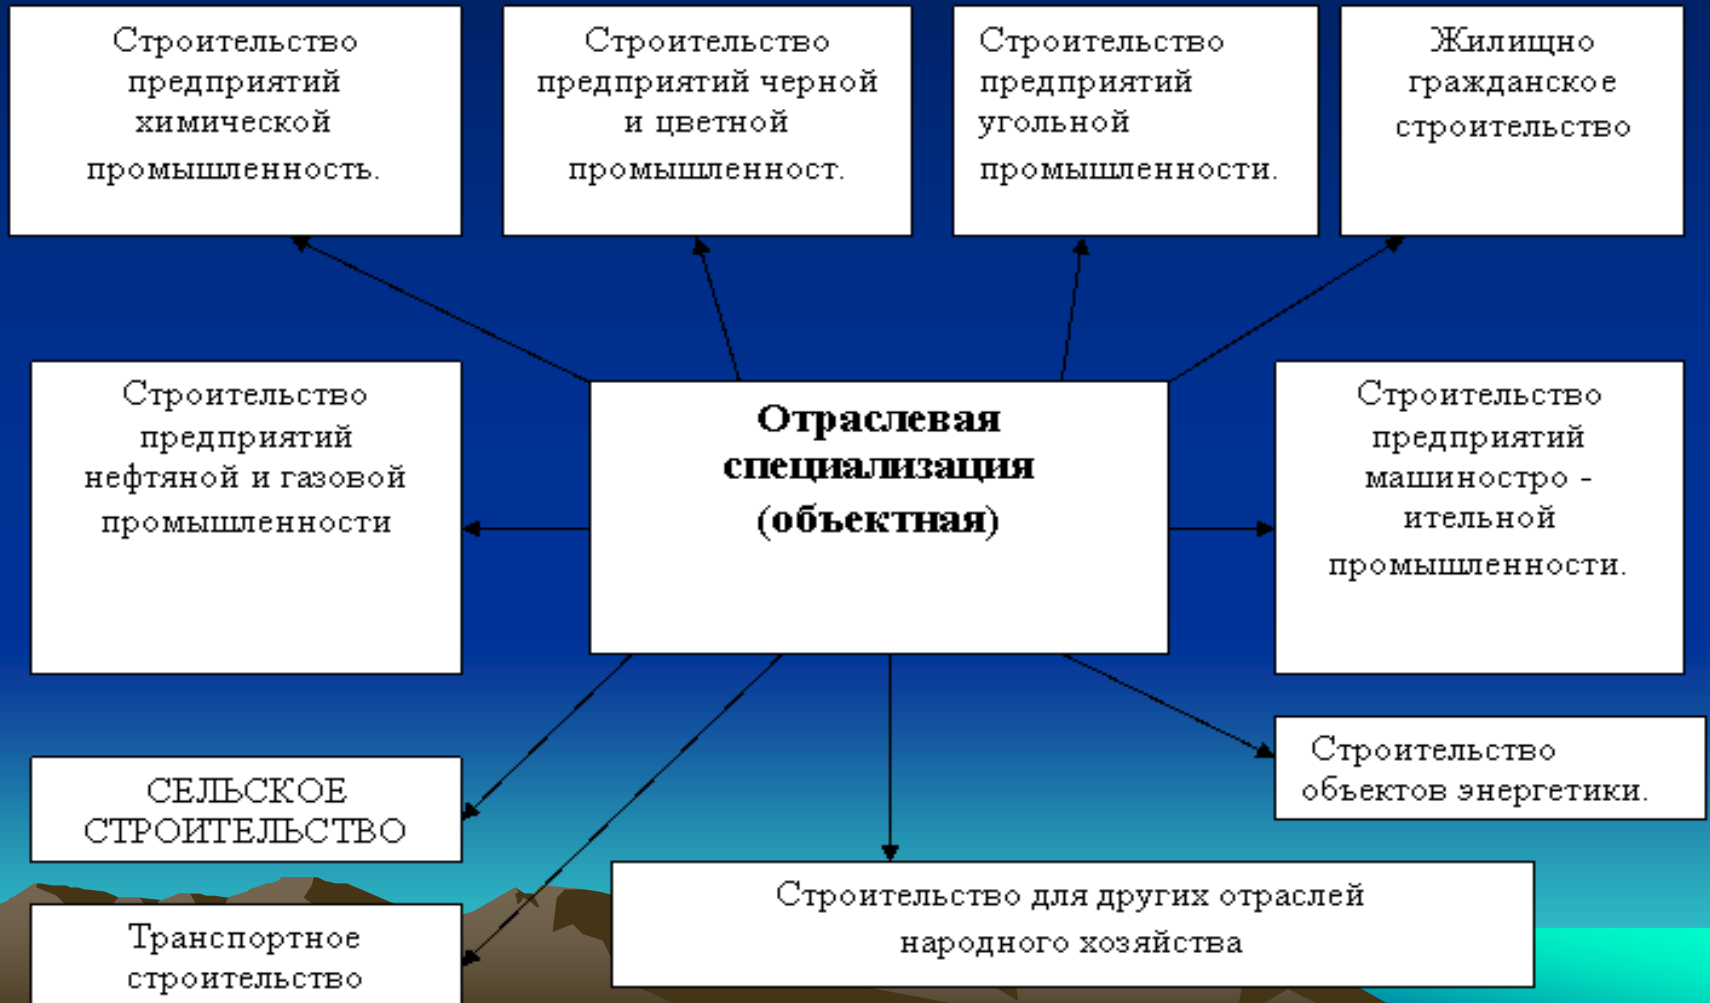 Строительство
предприятий
химической
промышленность.
Строительство
предприятий черной
и цветной
промышленност.
Строительство
предприятий
угольной
промышленности.
Жилищно
гражданское
строительство
Строительство
предприятий
нефтяной и газовой
промышленности
Отраслевая
специализация
(объектная)
Строительство
предприятий
машиностро -
ительной
промышленности.
СЕЛЬСКОЕ
СТРОИТЕЛЬСТВО
Строительство
объектов энергетики.
Транспортное
строительство
Строительство для других отраслей
народного хозяйства